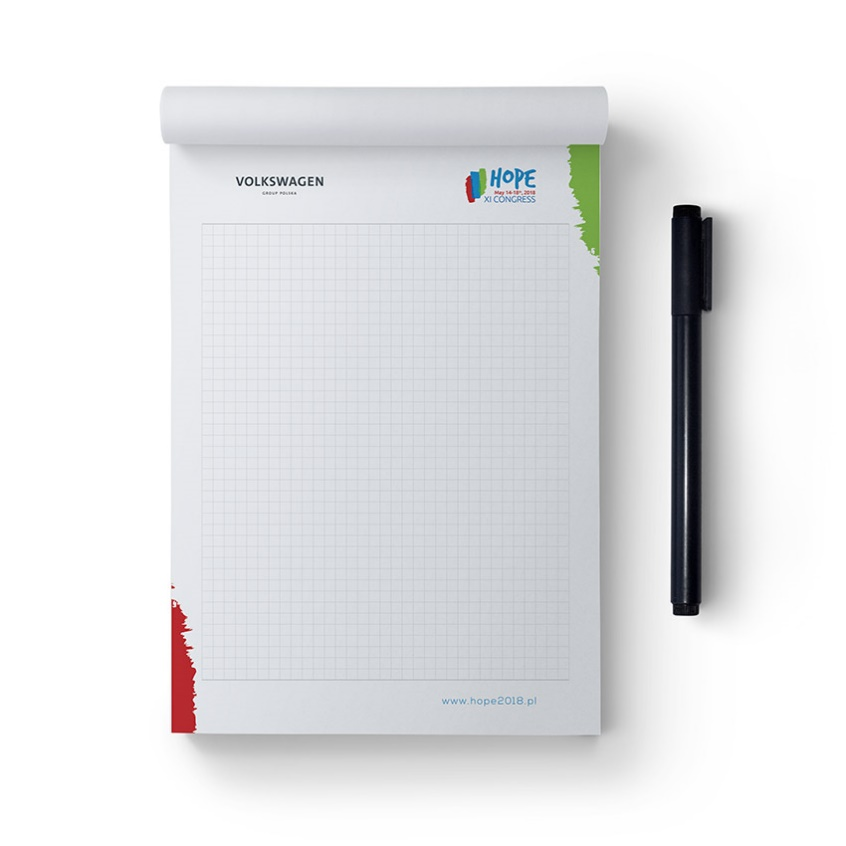 VOLKSWAGEN
GROUP POLSKA
HOPE
May 14-18th, 2018
XI CONGRESS
www.hope2018.pl